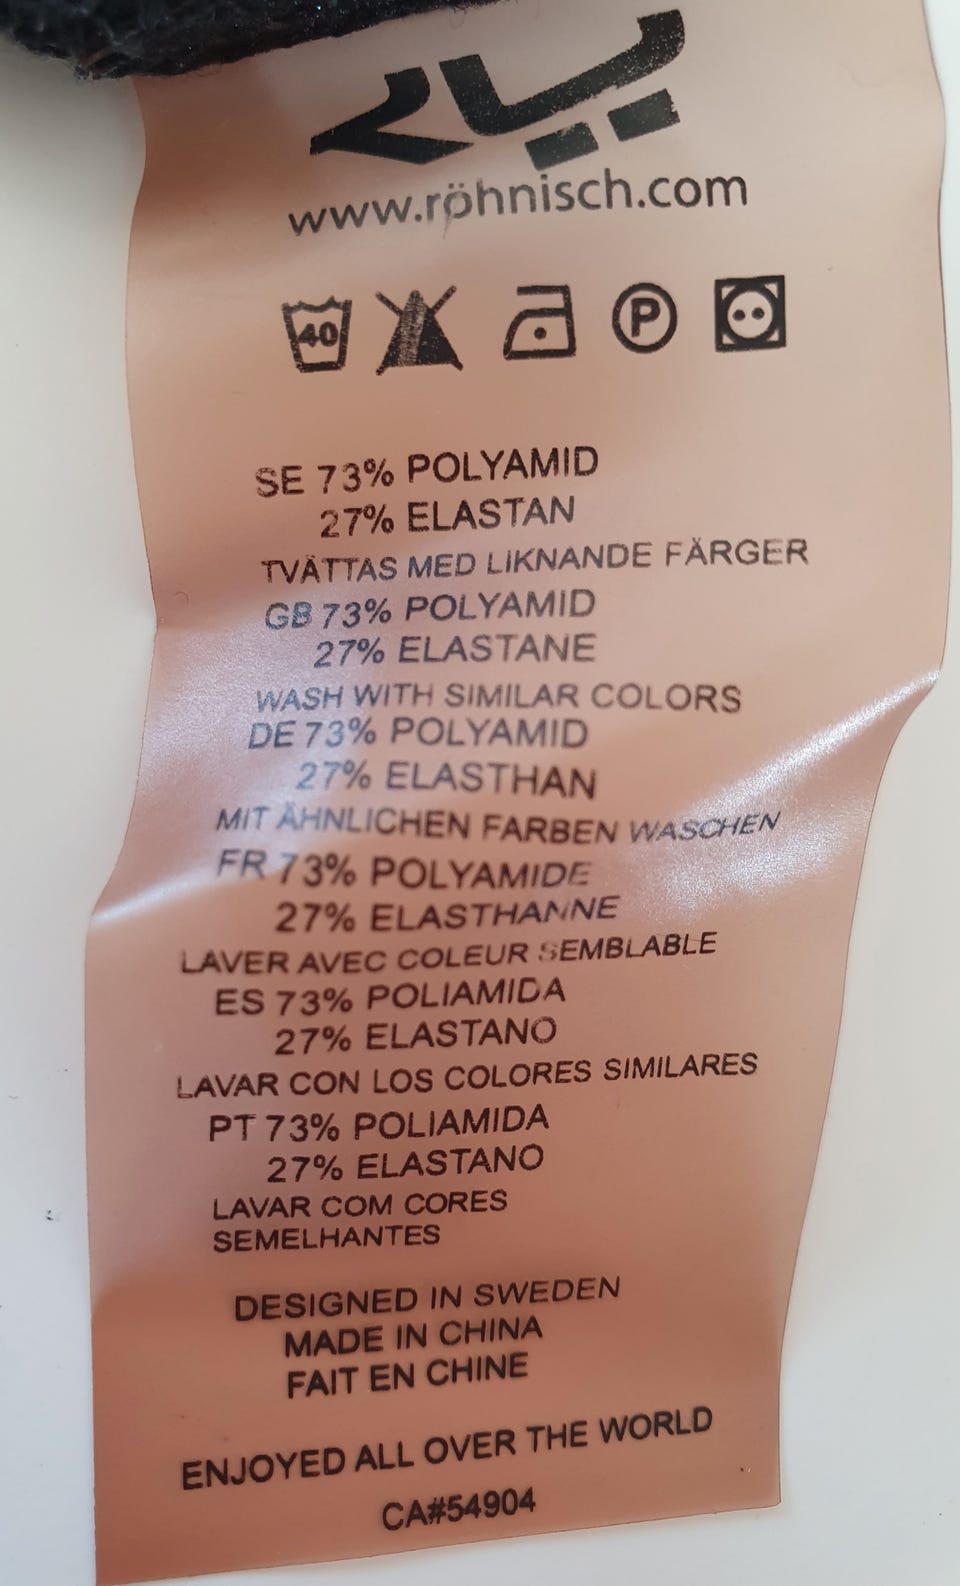 www.röhnisch.com
40 P
SE 73% POLYAMID
27% ELASTAN
TVÄTTAS MED LIKNANDE FÄRGER
GB 73% POLYAMID
27% ELASTANE
WASH WITH SIMILAR COLORS
DE 73% POLYAMID
27% ELASTHAN
MIT ÄHNLICHEN FARBEN WASCHEN
FR 73% POLYAMIDE
27% ELASTHANNE
LAVER AVEC COLEUR SEMBLABLE
ES 73% POLIAMIDA
27% ELASTANO
LAVAR CON LOS COLORES SIMILARES
PT 73% POLIAMIDA
27% ELASTANO
LAVAR COM CORES
SEMELHANTES
DESIGNED IN SWEDEN
MADE IN CHINA
FAIT EN CHINE
ENJOYED ALL OVER THE WORLD
CA#54904